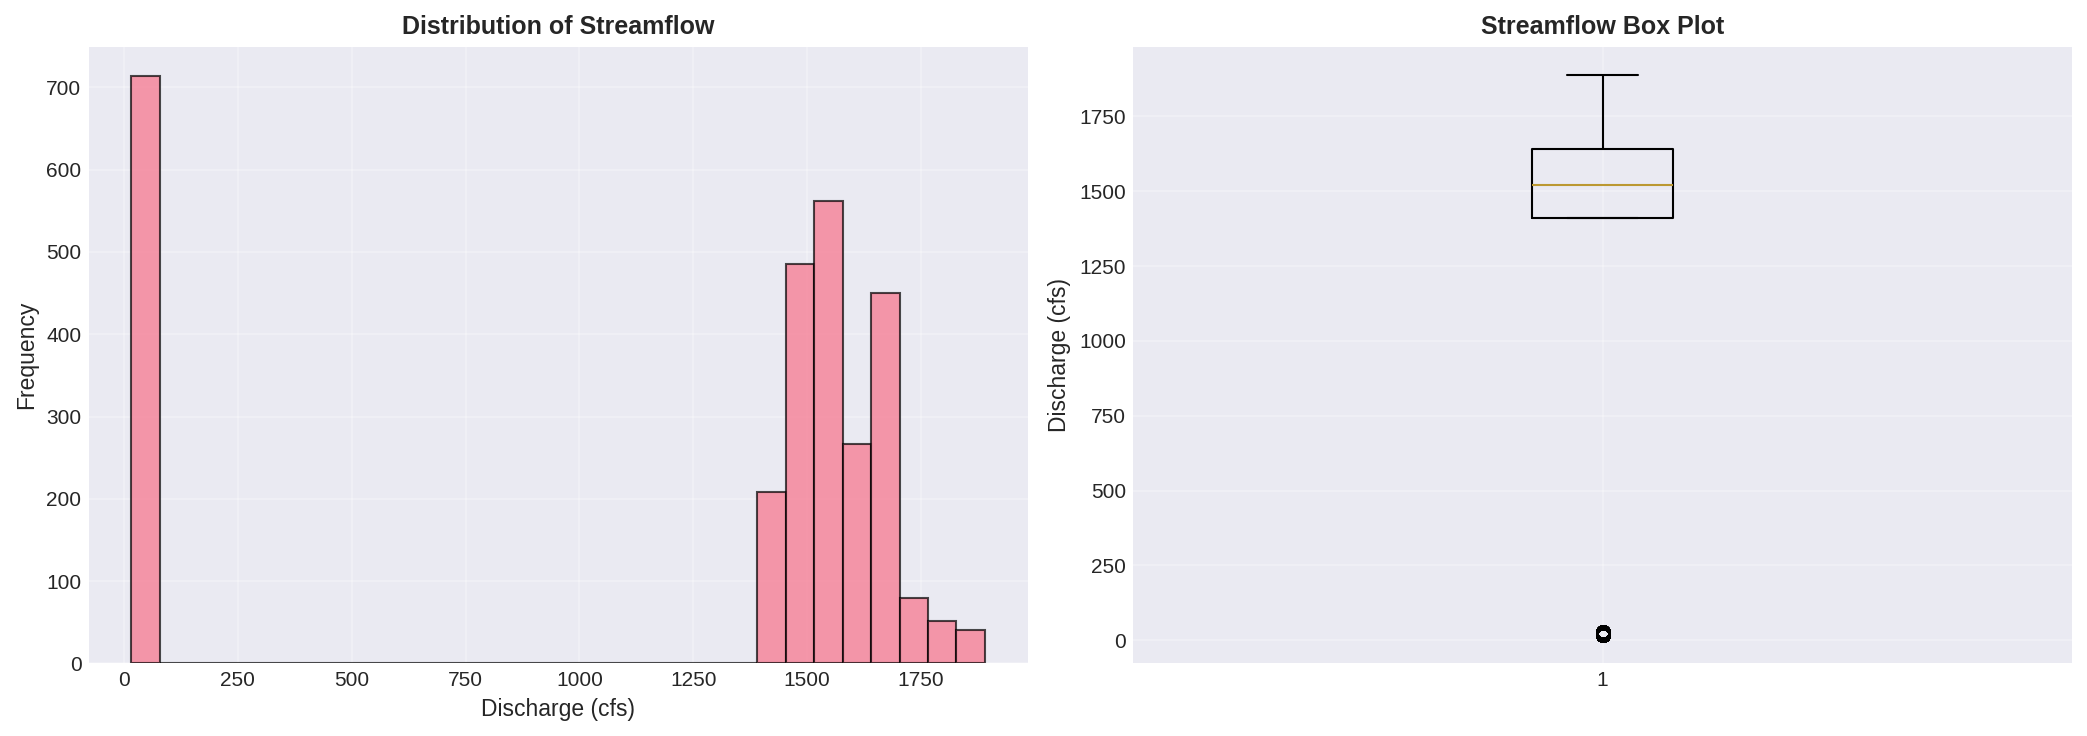 Distribution of Streamflow
700
600
500
400
300
200
100
0
Frequency
0 250 500 750 1000 1250 1500 1750
Discharge (cfs)
Streamflow Box Plot
1750
1500
1250
1000
750
500
250
0
Discharge (cfs)
1